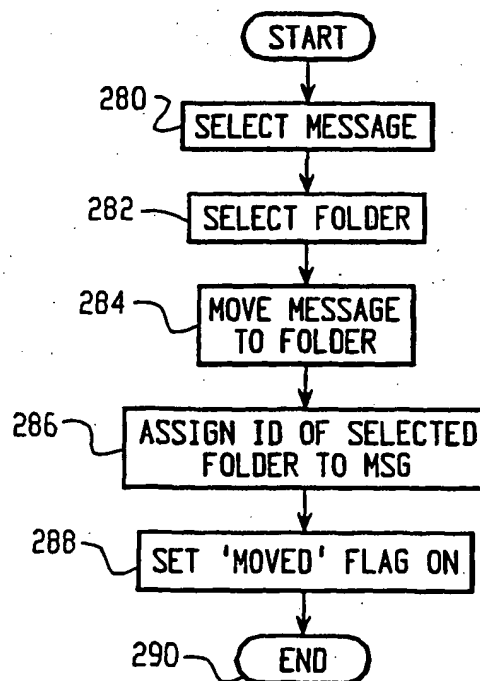 START
280
SELECT MESSAGE
282
SELECT FOLDER
284
MOVE MESSAGE
TO FOLDER
286
ASSIGN ID OF SELECTED
FOLDER TO MSG
288
SET 'MOVED' FLAG ON
290
END